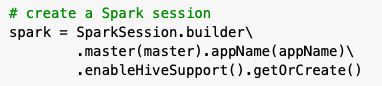 # create a Spark session
spark = SparkSession.builder\
        .master(master).appName(appName)\
        .enableHiveSupport().getOrCreate()